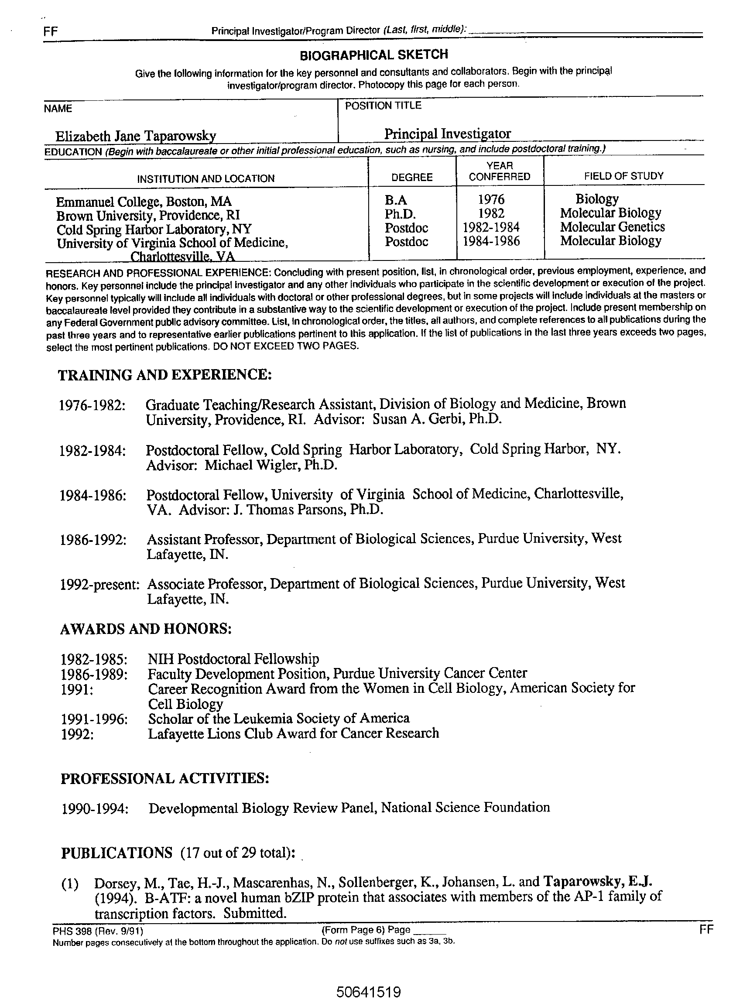 FF
Principal Investigator/Program Director (Last, first, middle):
BIOGRAPHICAL SKETCH
Give the following information for the key personnel and consultants and collaborators. Begin with the principal
investigator/program director. Photocopy this page for each person.
NAME
POSITION TITLE
Elizabeth Jane Taparowsky
Principal Investigator
EDUCATION (Begin with baccalaureate or other initial professional education, such as nursing, and include postdoctoral training.)
INSTITUTION AND LOCATION DEGREE YEAR CONFERRED FIELD OF STUDY
Emmanuel College, Boston, MA B.A 1976 Biology
Brown University, Providence, RI Ph.D. 1982 Molecular Biology
Cold Spring Harbor Laboratory, NY Postdoc 1982-1984 Molecular Genetics
University of Virginia School of Medicine, Postdoc 1984-1986 Molecular Biology
Charlottesville, VA
RESEARCH AND PROFESSIONAL EXPERIENCE: Concluding with present position, list, in chronological order, previous employment, experience, and
honors. Key personnel include the principal investigator and any other individuals who participate in the scientific development or execution of the project.
Key personnel typically will include all individuals with doctoral or other professional degrees, but in some projects will include individuals at the masters or
baccalaureate level provided they contribute in a substantive way to the scientific development or execution of the project. Include present membership on
any Federal Government public advisory committee. List, in chronological order, the titles, all authors, and complete references to all publications during the
past three years and to representative earlier publications pertinent to this application. If the list of publications in the last three years exceeds two pages,
select the most pertinent publications. DO NOT EXCEED TWO PAGES.
TRAINING AND EXPERIENCE:
1976-1982: Graduate Teaching/Research Assistant, Division of Biology and Medicine, Brown
University, Providence, RI. Advisor: Susan A. Gerbi, Ph.D.
1982-1984: Postdoctoral Fellow, Cold Spring Harbor Laboratory, Cold Spring Harbor, NY.
Advisor: Michael Wigler, Ph.D.
1984-1986: Postdoctoral Fellow, University of Virginia School of Medicine, Charlottesville,
VA. Advisor: J. Thomas Parsons, Ph.D.
1986-1992: Assistant Professor, Department of Biological Sciences, Purdue University, West
Lafayette, IN.
1992-present: Associate Professor, Department of Biological Sciences, Purdue University, West
Lafayette, IN.
AWARDS AND HONORS:
1982-1985: NIH Postdoctoral Fellowship
1986-1989: Faculty Development Position, Purdue University Cancer Center
1991: Career Recognition Award from the Women in Cell Biology, American Society for
Cell Biology
1991-1996: Scholar of the Leukemia Society of America
1992: Lafayette Lions Club Award for Cancer Research
PROFESSIONAL ACTIVITIES:
1990-1994: Developmental Biology Review Panel, National Science Foundation
PUBLICATIONS (17 out of 29 total):
(1) Dorsey, M., Tae, H.-J., Mascarenhas, N., Sollenberger, K., Johansen, L. and Taparowsky, E.J.
(1994). B-ATF: a novel human bZIP protein that associates with members of the AP-1 family of
transcription factors. Submitted.
PHS 398 (Rev. 9/91) (Form Page 6) Page FF
Number pages consecutively at the bottom throughout the application. Do not use suffixes such as 3a, 3b.
50641519